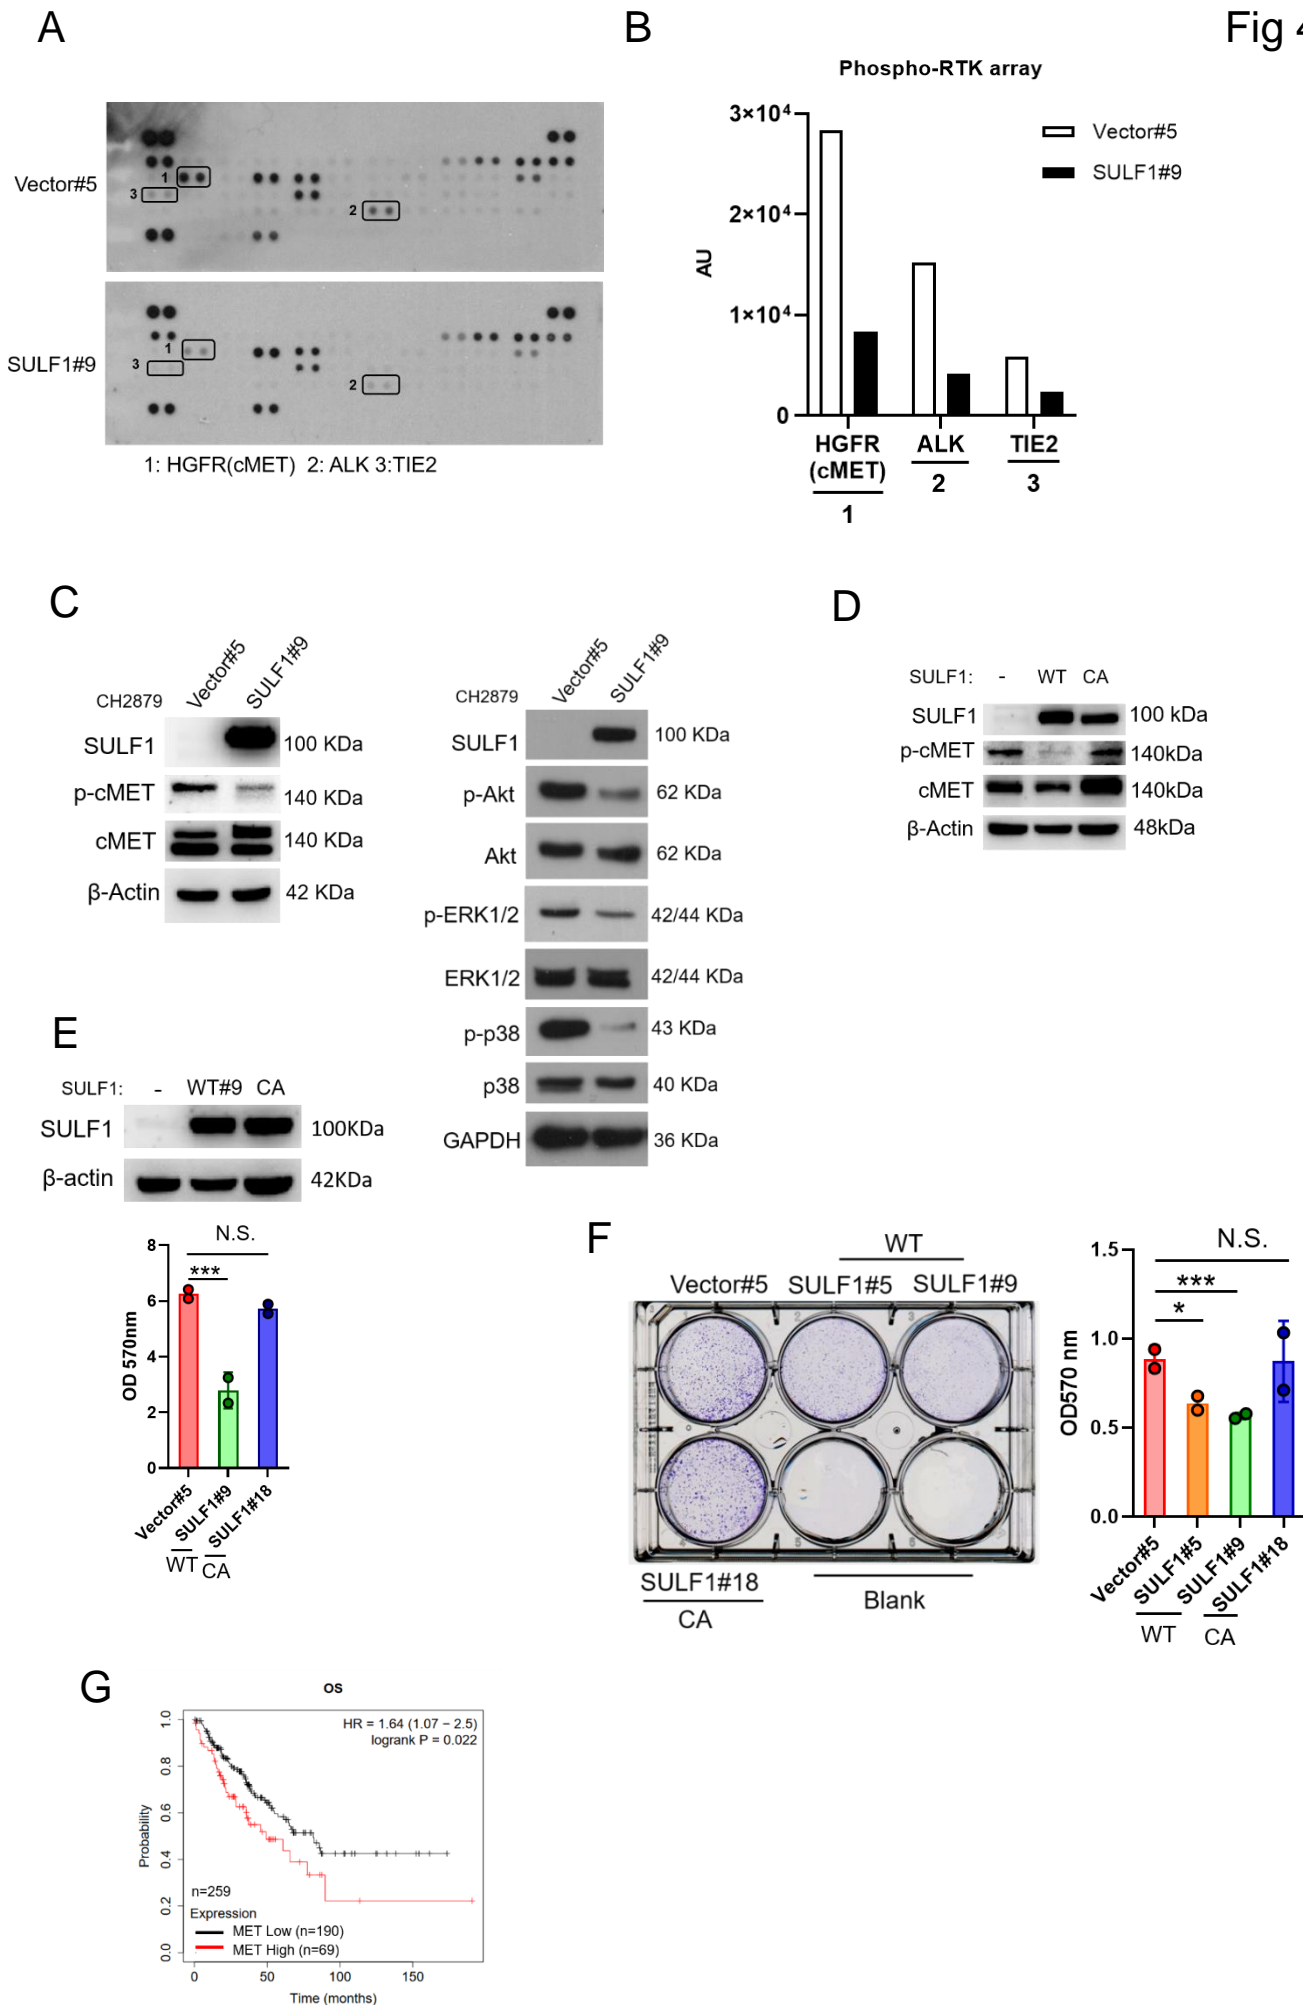 A
B
Fig 4
Vector#5
1
3
2
SULF1#9
1
3
2
1: HGFR(cMET)  2: ALK 3:TIE2
Phospho-RTK array
3×10⁴
2×10⁴
1×10⁴
0
AU
Vector#5
SULF1#9
HGFR
(cMET)
1
ALK
2
TIE2
3
C
CH2879
Vector#5
SULF1#9
SULF1
100 KDa
p-cMET
140 KDa
cMET
140 KDa
β-Actin
42 KDa
CH2879
Vector#5
SULF1#9
SULF1
100 KDa
p-Akt
62 KDa
Akt
62 KDa
p-ERK1/2
42/44 KDa
ERK1/2
42/44 KDa
p-p38
43 KDa
p38
40 KDa
GAPDH
36 KDa
D
SULF1: - WT CA
SULF1
100 kDa
p-cMET
140kDa
cMET
140kDa
β-Actin
48kDa
E
SULF1: - WT#9 CA
SULF1
100KDa
β-actin
42KDa
N.S.
***
8
6
4
2
0
OD 570nm
Vector#5
SULF1#9
SULF1#18
WT
CA
F
WT
Vector#5 SULF1#5 SULF1#9
SULF1#18
CA
Blank
N.S.
***
*
1.5
1.0
0.5
0.0
OD570 nm
Vector#5
SULF1#5
SULF1#9
SULF1#18
WT
CA
G
OS
HR = 1.64 (1.07 − 2.5)
logrank P = 0.022
1.0
0.8
0.6
0.4
0.2
0.0
Probability
n=259
Expression
MET Low (n=190)
MET High (n=69)
0 50 100 150
Time (months)